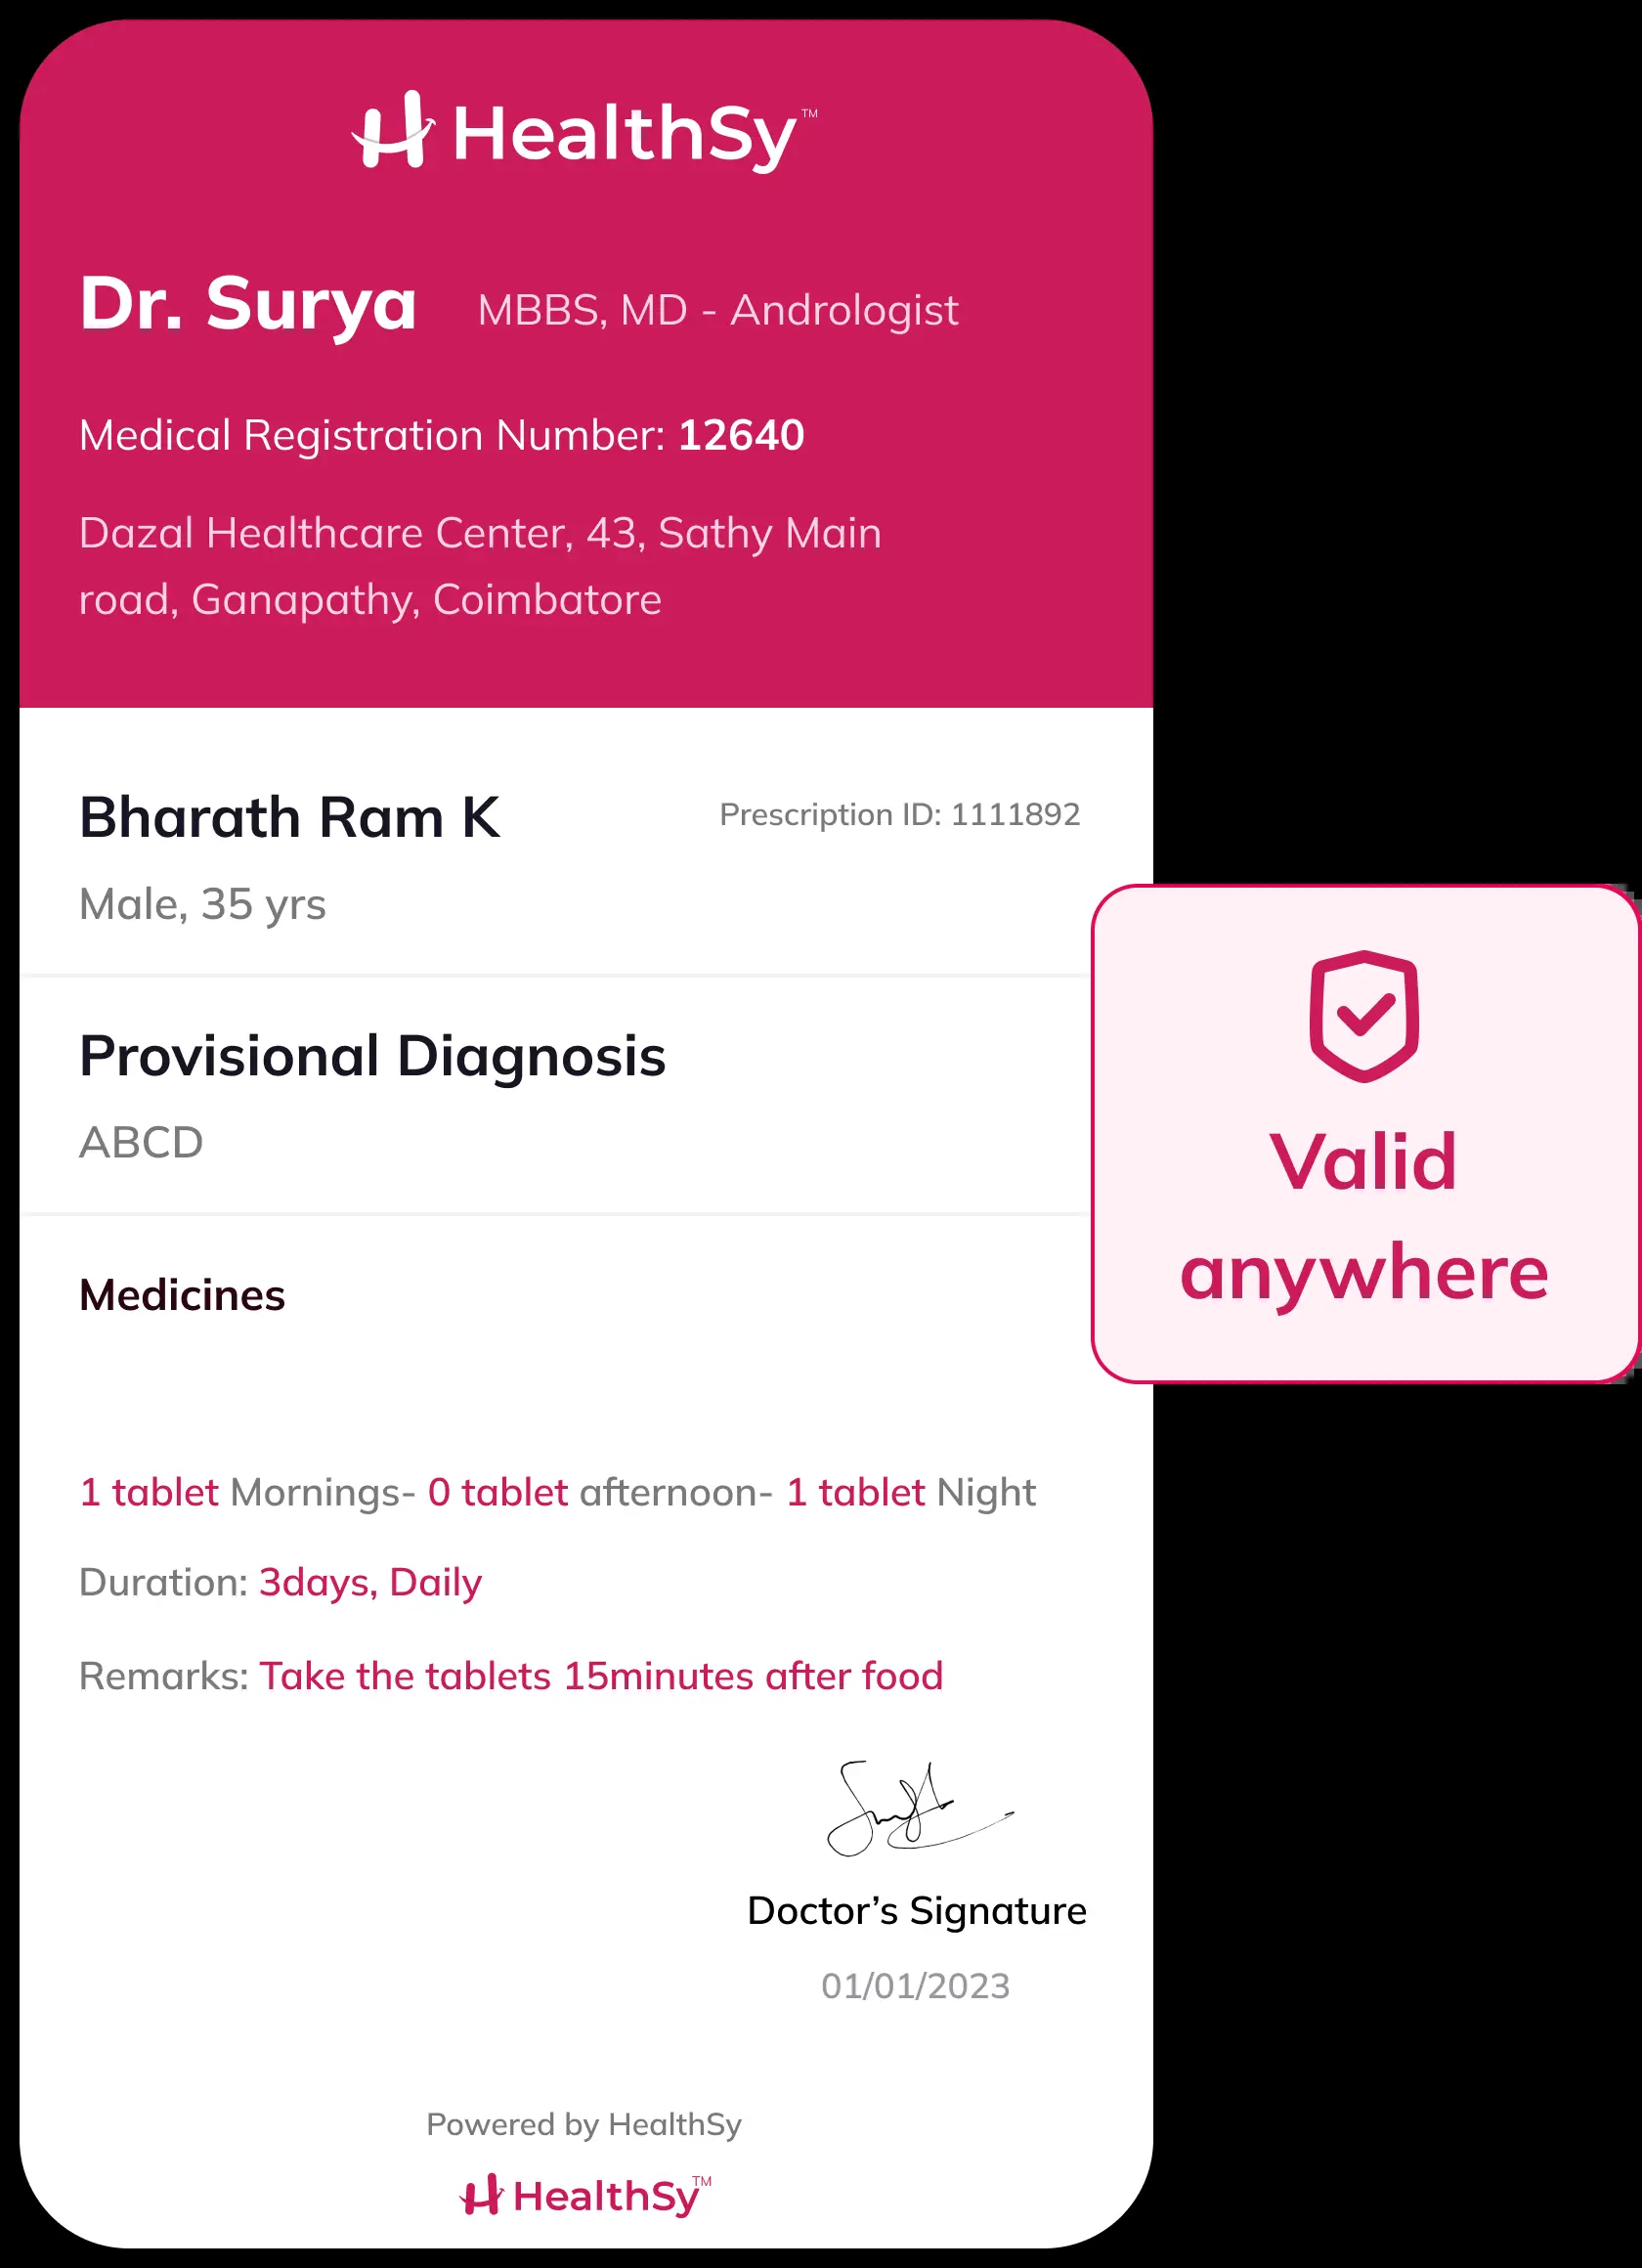 HealthSy™
Dr. Surya MBBS, MD - Andrologist
Medical Registration Number: 12640
Dazal Healthcare Center, 43, Sathy Main
road, Ganapathy, Coimbatore
Bharath Ram K Prescription ID: 1111892
Male, 35 yrs
Provisional Diagnosis
ABCD
Valid
anywhere
Medicines
1 tablet Mornings- 0 tablet afternoon- 1 tablet Night
Duration: 3days, Daily
Remarks: Take the tablets 15minutes after food
Doctor’s Signature
01/01/2023
Powered by HealthSy
HealthSy™